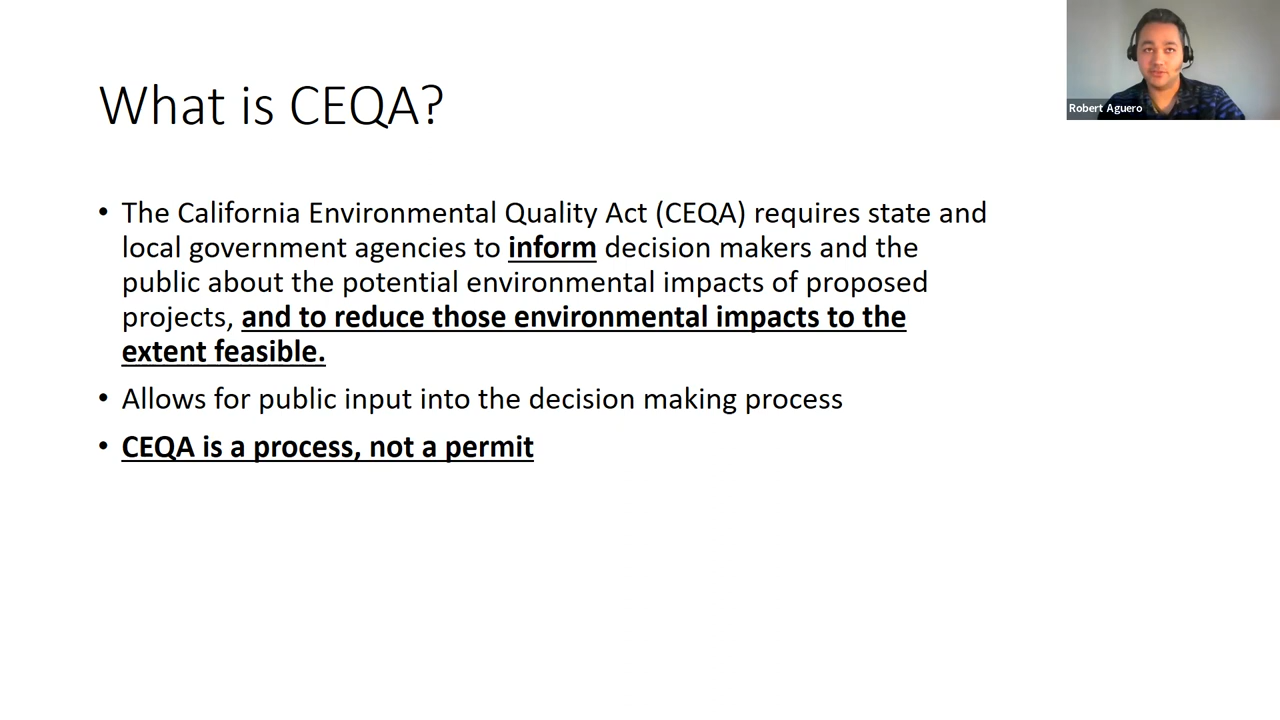 What is CEQA?
Robert Aguero
• The California Environmental Quality Act (CEQA) requires state and
local government agencies to inform decision makers and the
public about the potential environmental impacts of proposed
projects, and to reduce those environmental impacts to the
extent feasible.
• Allows for public input into the decision making process
• CEQA is a process, not a permit